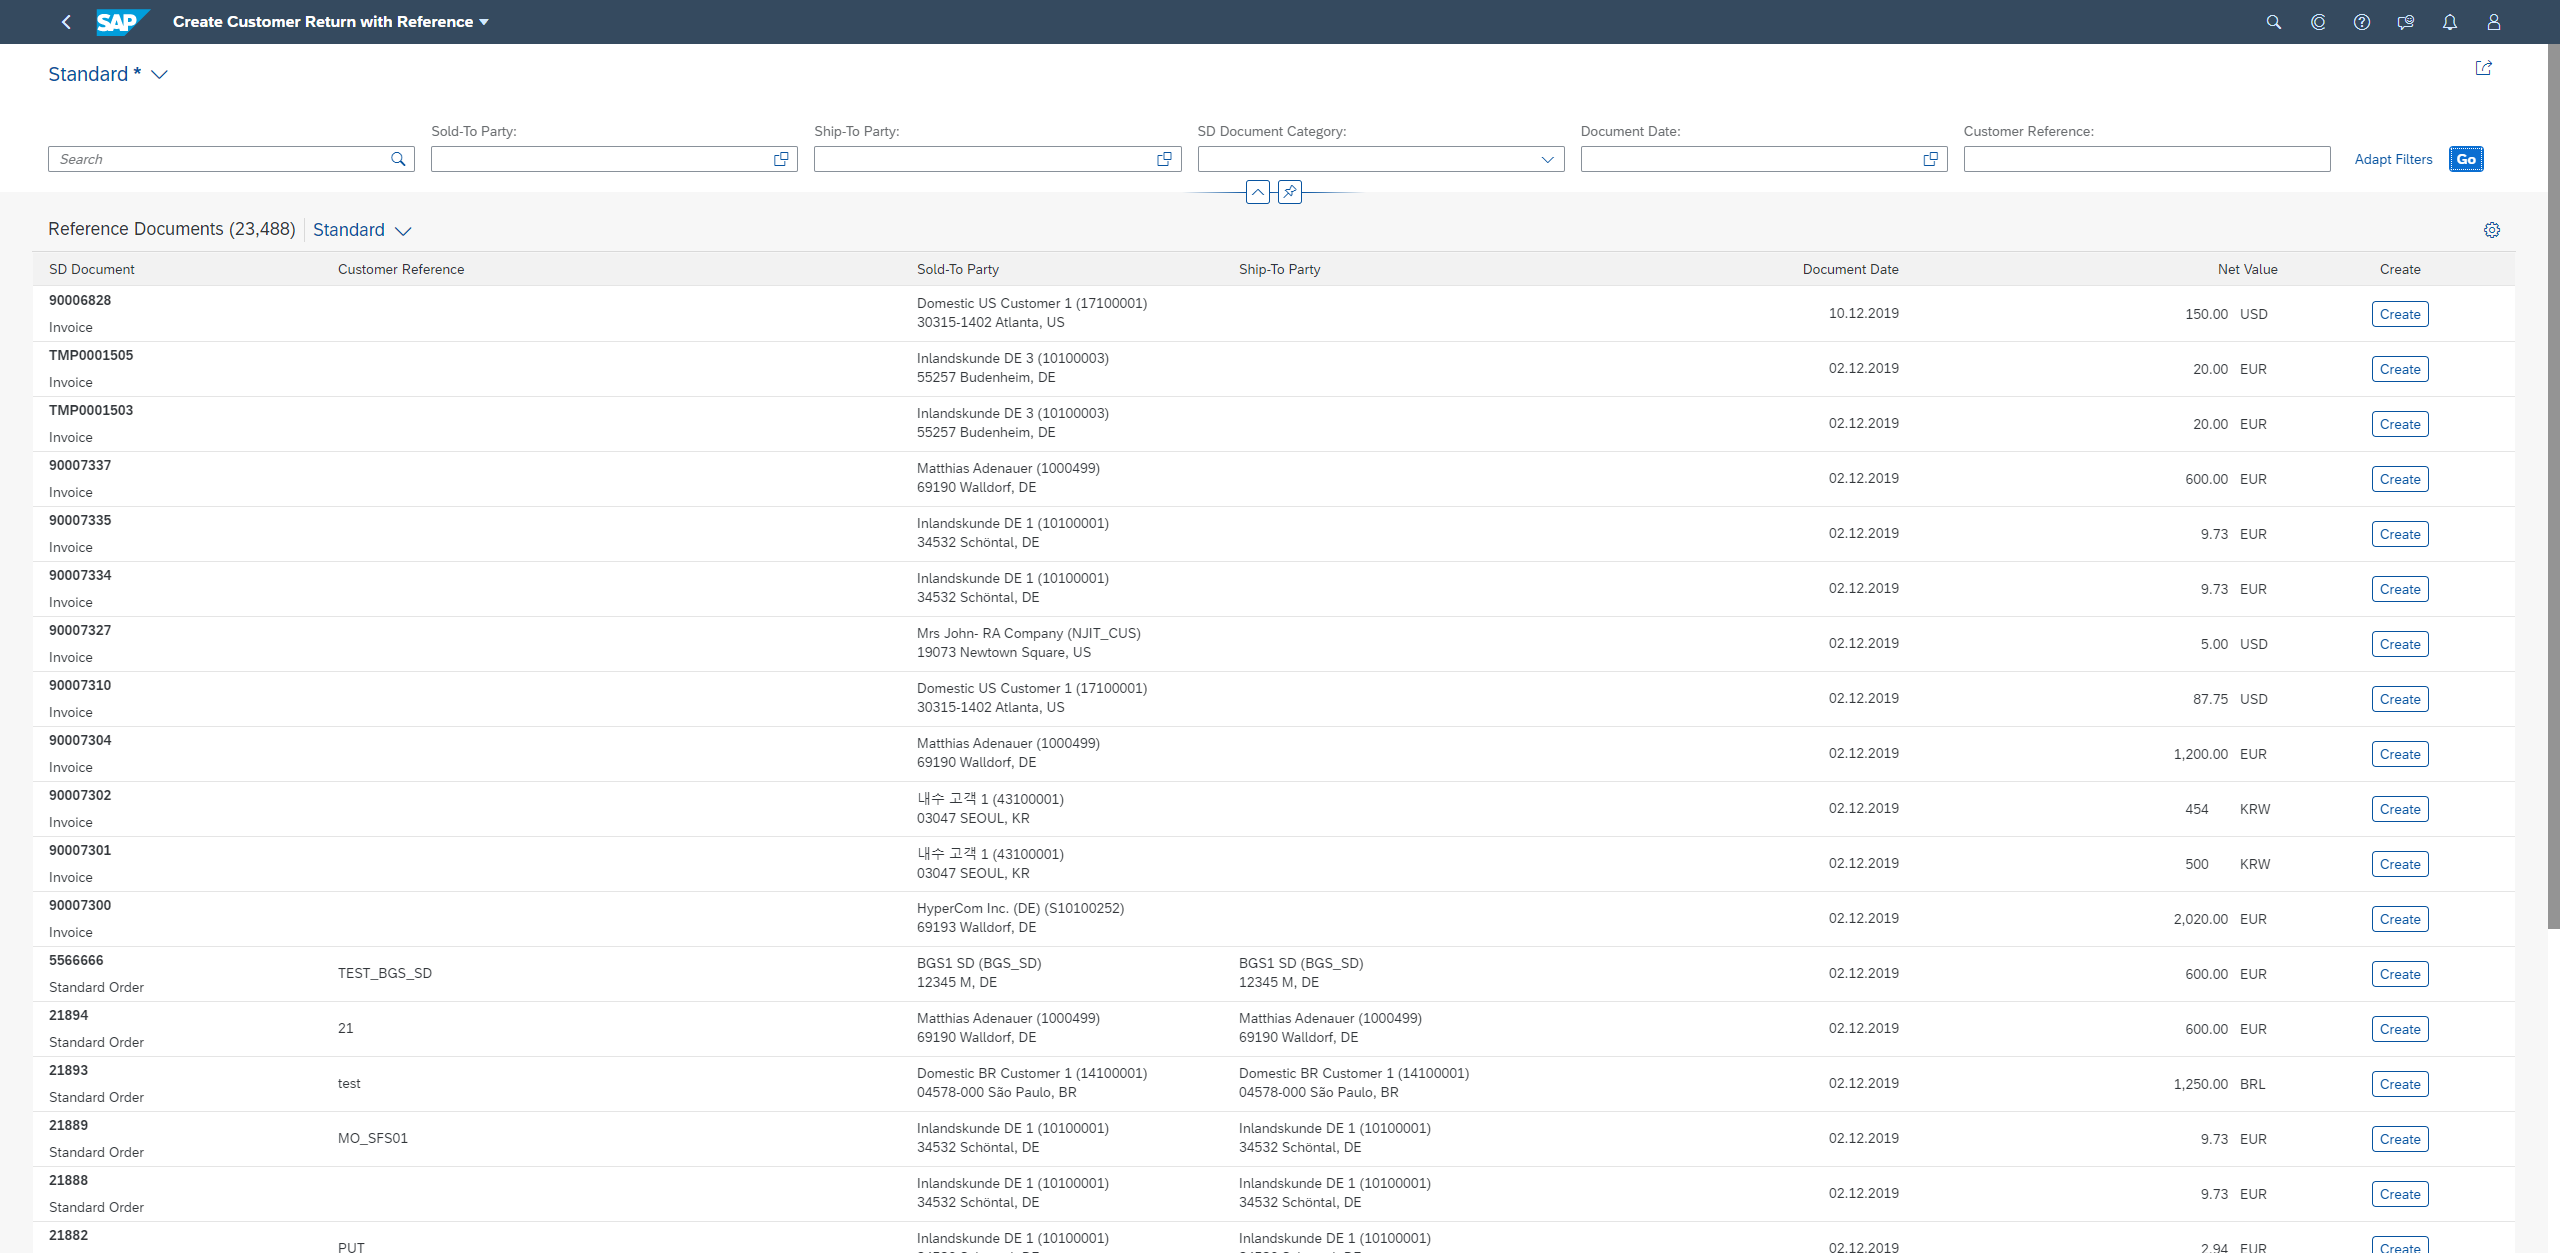 SAP Create Customer Return with Reference
Standard *
Sold-To Party: Ship-To Party: SD Document Category: Document Date: Customer Reference:
Search Adapt Filters Go
Reference Documents (23,488) Standard
SD Document Customer Reference Sold-To Party Ship-To Party Document Date Net Value Create
90006828 Domestic US Customer 1 (17100001) 10.12.2019 150.00 USD Create
Invoice 30315-1402 Atlanta, US
TMP0001505 Inlandskunde DE 3 (10100003) 02.12.2019 20.00 EUR Create
Invoice 55257 Budenheim, DE
TMP0001503 Inlandskunde DE 3 (10100003) 02.12.2019 20.00 EUR Create
Invoice 55257 Budenheim, DE
90007337 Matthias Adenauer (1000499) 02.12.2019 600.00 EUR Create
Invoice 69190 Walldorf, DE
90007335 Inlandskunde DE 1 (10100001) 02.12.2019 9.73 EUR Create
Invoice 34532 Schöntal, DE
90007334 Inlandskunde DE 1 (10100001) 02.12.2019 9.73 EUR Create
Invoice 34532 Schöntal, DE
90007327 Mrs John- RA Company (NJIT_CUS) 02.12.2019 5.00 USD Create
Invoice 19073 Newtown Square, US
90007310 Domestic US Customer 1 (17100001) 02.12.2019 87.75 USD Create
Invoice 30315-1402 Atlanta, US
90007304 Matthias Adenauer (1000499) 02.12.2019 1,200.00 EUR Create
Invoice 69190 Walldorf, DE
90007302 내수 고객 1 (43100001) 02.12.2019 454 KRW Create
Invoice 03047 SEOUL, KR
90007301 내수 고객 1 (43100001) 02.12.2019 500 KRW Create
Invoice 03047 SEOUL, KR
90007300 HyperCom Inc. (DE) (S10100252) 02.12.2019 2,020.00 EUR Create
Invoice 69193 Walldorf, DE
5566666 TEST_BGS_SD BGS1 SD (BGS_SD) BGS1 SD (BGS_SD) 02.12.2019 600.00 EUR Create
Standard Order 12345 M, DE 12345 M, DE
21894 21 Matthias Adenauer (1000499) Matthias Adenauer (1000499) 02.12.2019 600.00 EUR Create
Standard Order 69190 Walldorf, DE 69190 Walldorf, DE
21893 test Domestic BR Customer 1 (14100001) Domestic BR Customer 1 (14100001) 02.12.2019 1,250.00 BRL Create
Standard Order 04578-000 São Paulo, BR 04578-000 São Paulo, BR
21889 MO_SFS01 Inlandskunde DE 1 (10100001) Inlandskunde DE 1 (10100001) 02.12.2019 9.73 EUR Create
Standard Order 34532 Schöntal, DE 34532 Schöntal, DE
21888 Inlandskunde DE 1 (10100001) Inlandskunde DE 1 (10100001) 02.12.2019 9.73 EUR Create
Standard Order 34532 Schöntal, DE 34532 Schöntal, DE
21882 PUT Inlandskunde DE 1 (10100001) Inlandskunde DE 1 (10100001) 02.12.2019 2.94 EUR Create